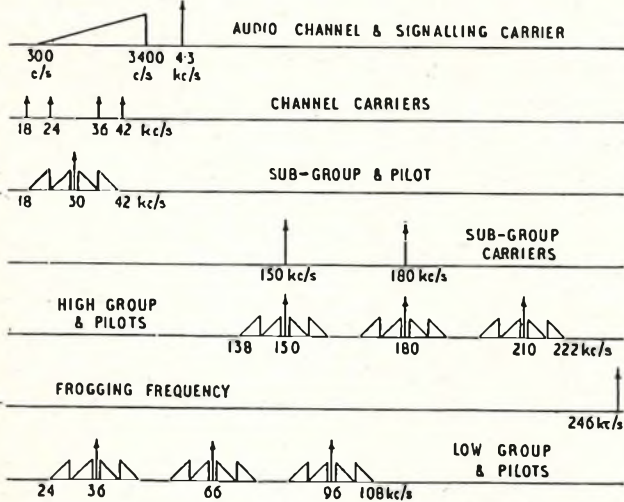 AUDIO CHANNEL & SIGNALLING CARRIER
300 c/s
3400 c/s
4·3 kc/s
CHANNEL CARRIERS
18 24 36 42 kc/s
SUB-GROUP & PILOT
18 30 42 kc/s
SUB-GROUP
CARRIERS
150 kc/s 180 kc/s
HIGH GROUP
& PILOTS
138 150 180 210 222 kc/s
FROGGING FREQUENCY
246 kc/s
LOW GROUP
& PILOTS
24 36 66 96 108 kc/s